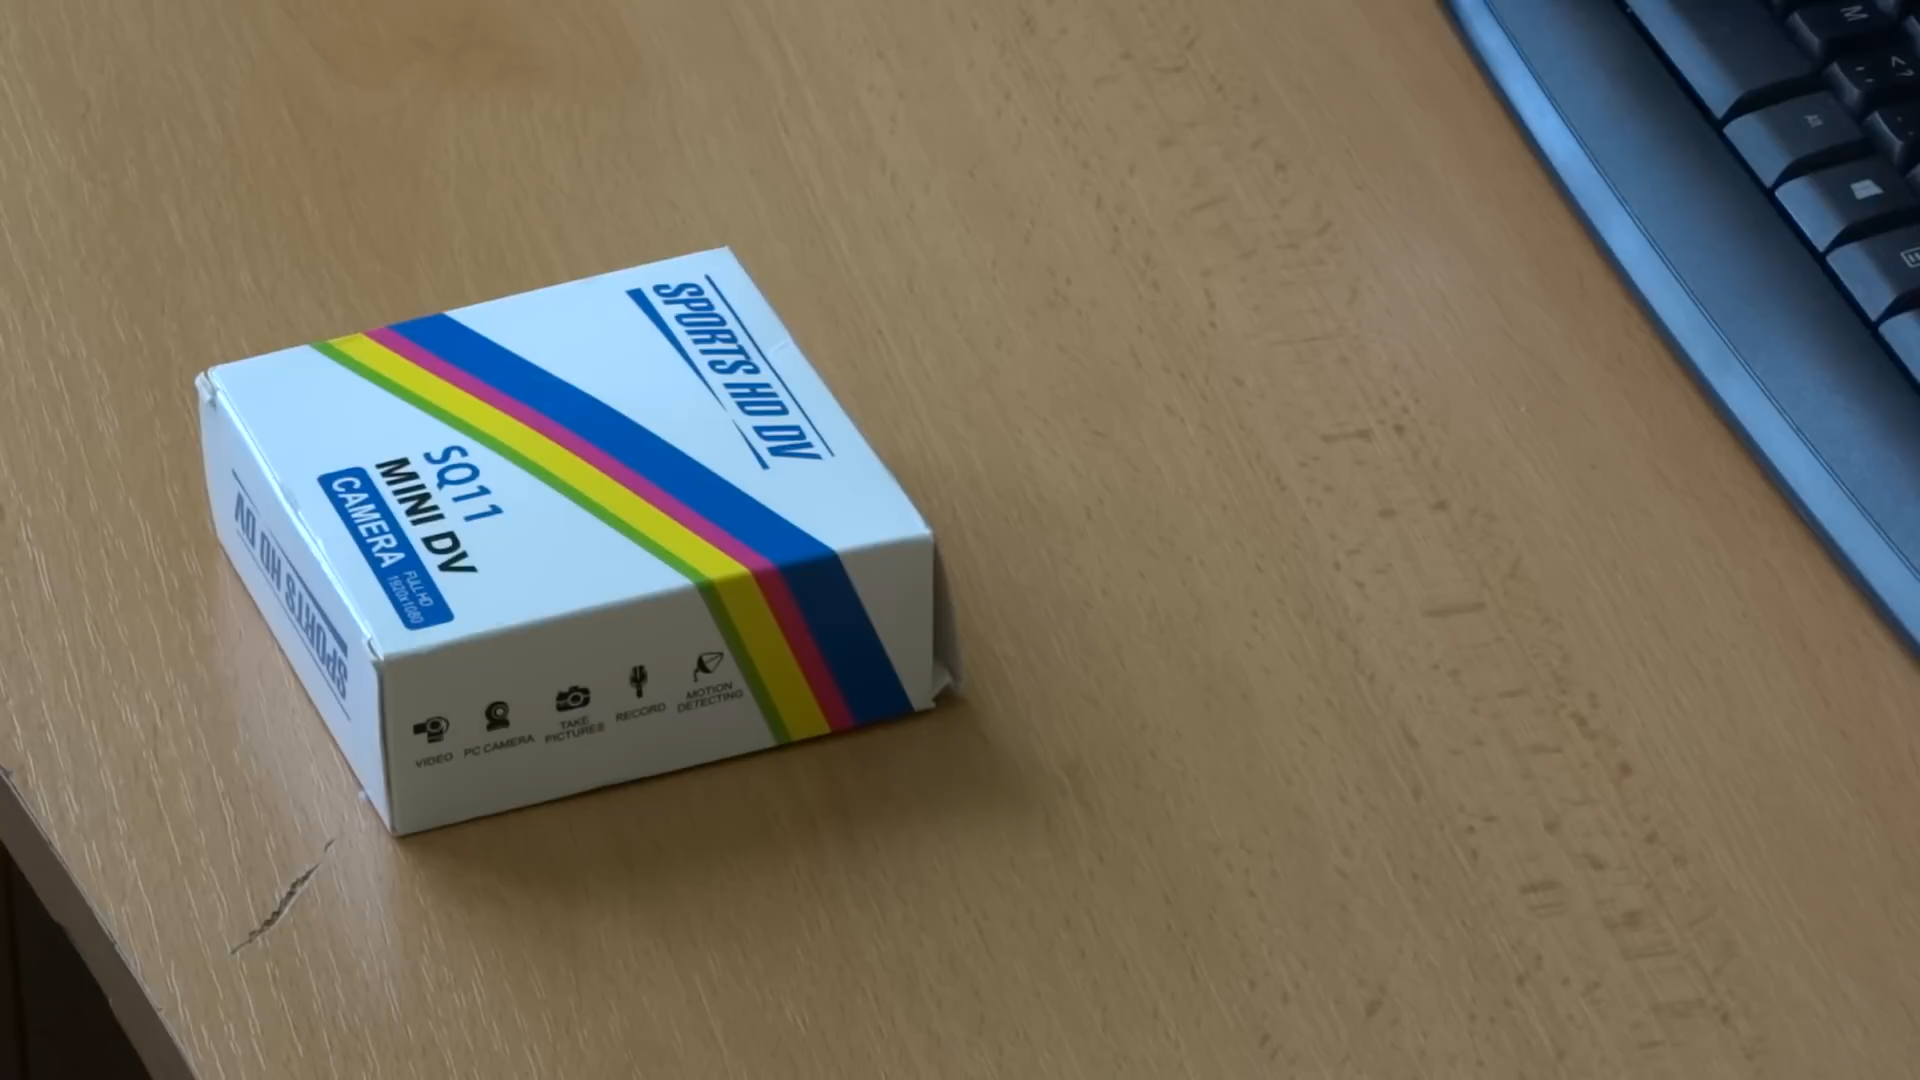 SPORTS HD DV
SQ11
MINI DV
CAMERA
FULL HD
1920x1080
SPORTS HD DV
VIDEO
PC CAMERA
TAKE
PICTURES
RECORD
MOTION
DETECTING
M
Alt